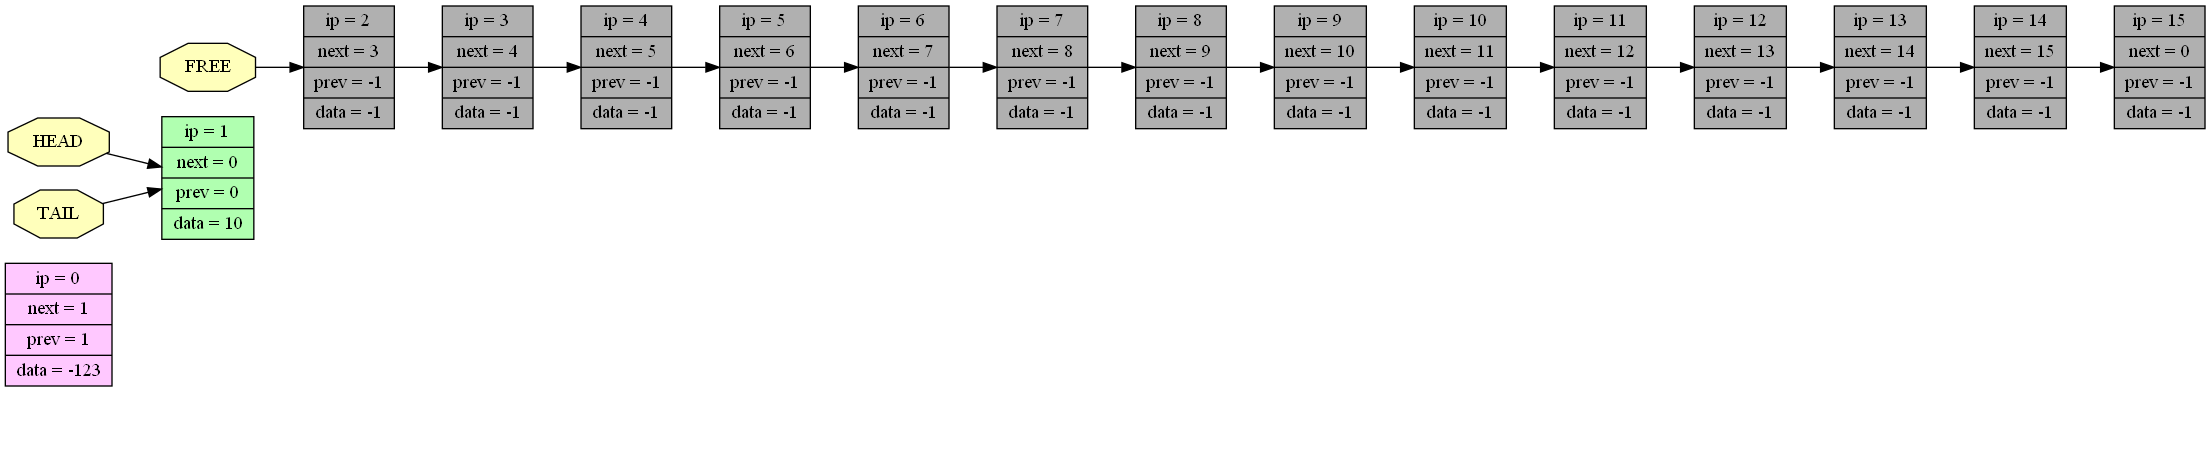 FREE
ip = 2
next = 3
prev = -1
data = -1
ip = 3
next = 4
prev = -1
data = -1
ip = 4
next = 5
prev = -1
data = -1
ip = 5
next = 6
prev = -1
data = -1
ip = 6
next = 7
prev = -1
data = -1
ip = 7
next = 8
prev = -1
data = -1
ip = 8
next = 9
prev = -1
data = -1
ip = 9
next = 10
prev = -1
data = -1
ip = 10
next = 11
prev = -1
data = -1
ip = 11
next = 12
prev = -1
data = -1
ip = 12
next = 13
prev = -1
data = -1
ip = 13
next = 14
prev = -1
data = -1
ip = 14
next = 15
prev = -1
data = -1
ip = 15
next = 0
prev = -1
data = -1
HEAD
TAIL
ip = 1
next = 0
prev = 0
data = 10
ip = 0
next = 1
prev = 1
data = -123